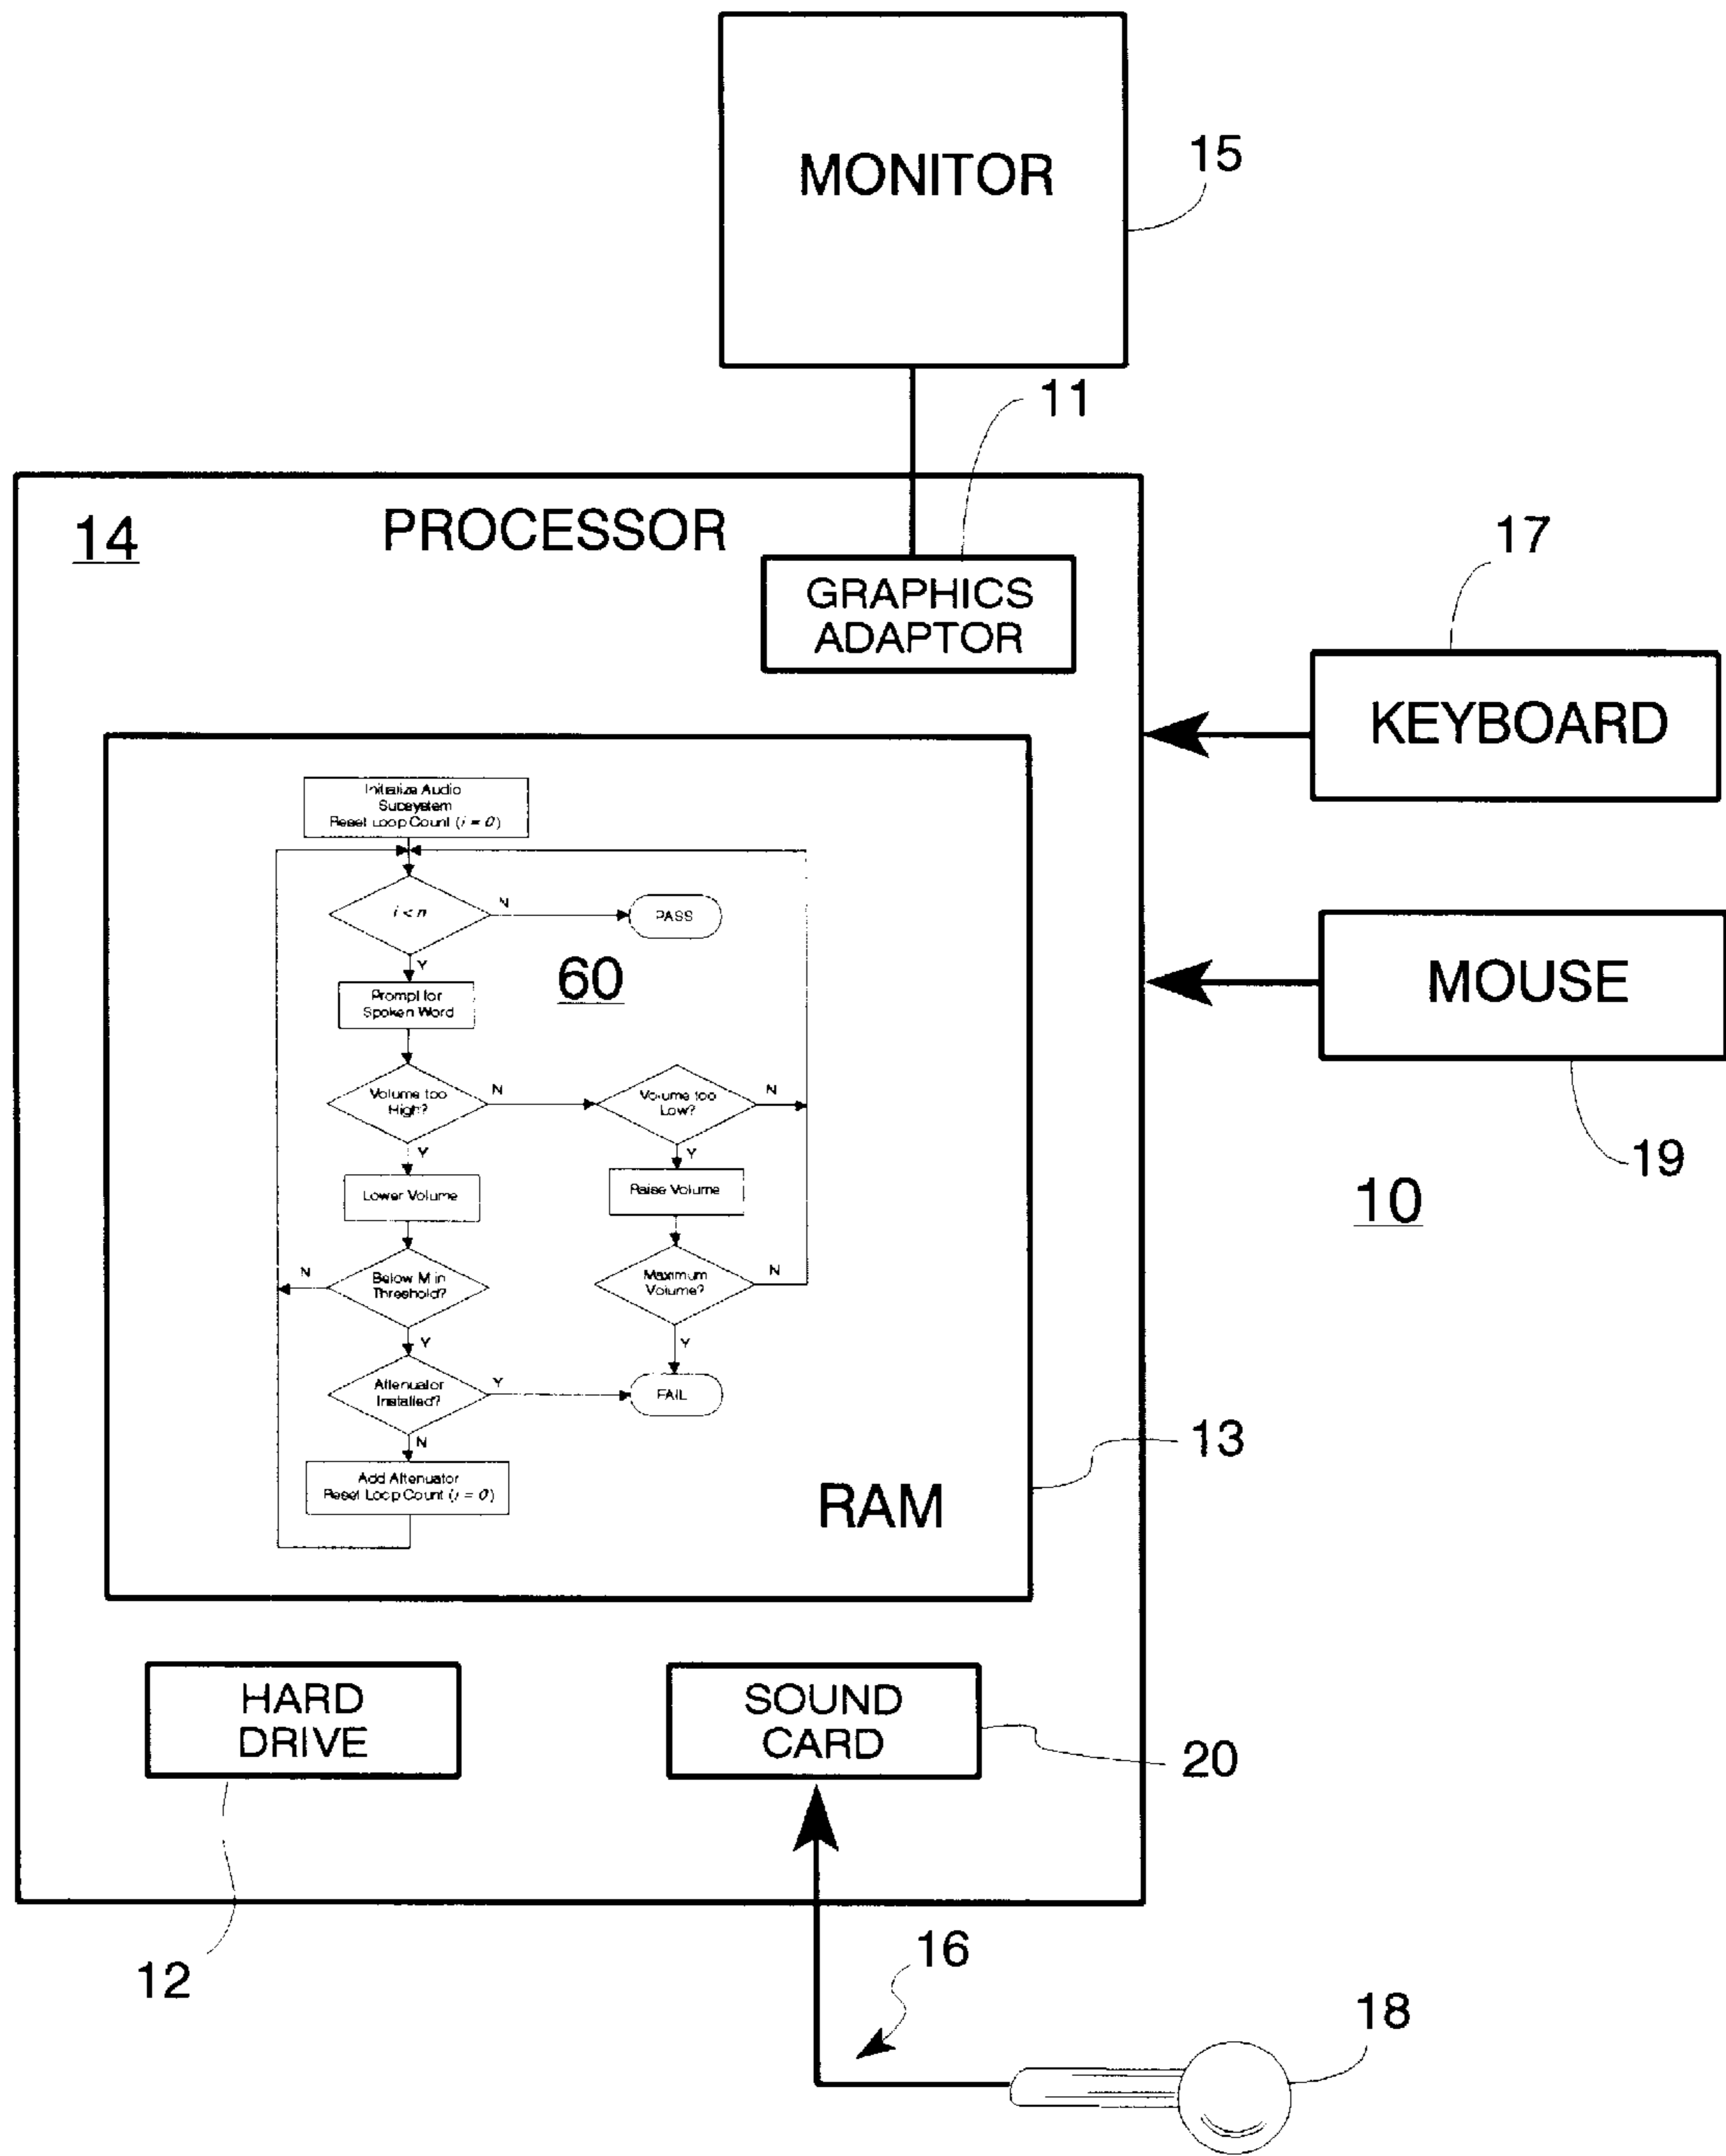 MONITOR
15
11
14
PROCESSOR
GRAPHICS
ADAPTOR
17
KEYBOARD
Initialize Audio
Subsystem
Reset Loop Count (i = 0)
i < n
N
PASS
Y
60
Prompt for
Spoken Word
MOUSE
Volume too
High?
N
Volume too
Low?
N
Y
Y
19
Lower Volume
Raise Volume
10
N
Below Min
Threshold?
Maximum
Volume?
N
Y
Y
Attenuator
Installed?
Y
FAIL
N
13
Add Attenuator
Reset Loop Count (i = 0)
RAM
HARD
DRIVE
SOUND
CARD
20
12
16
18